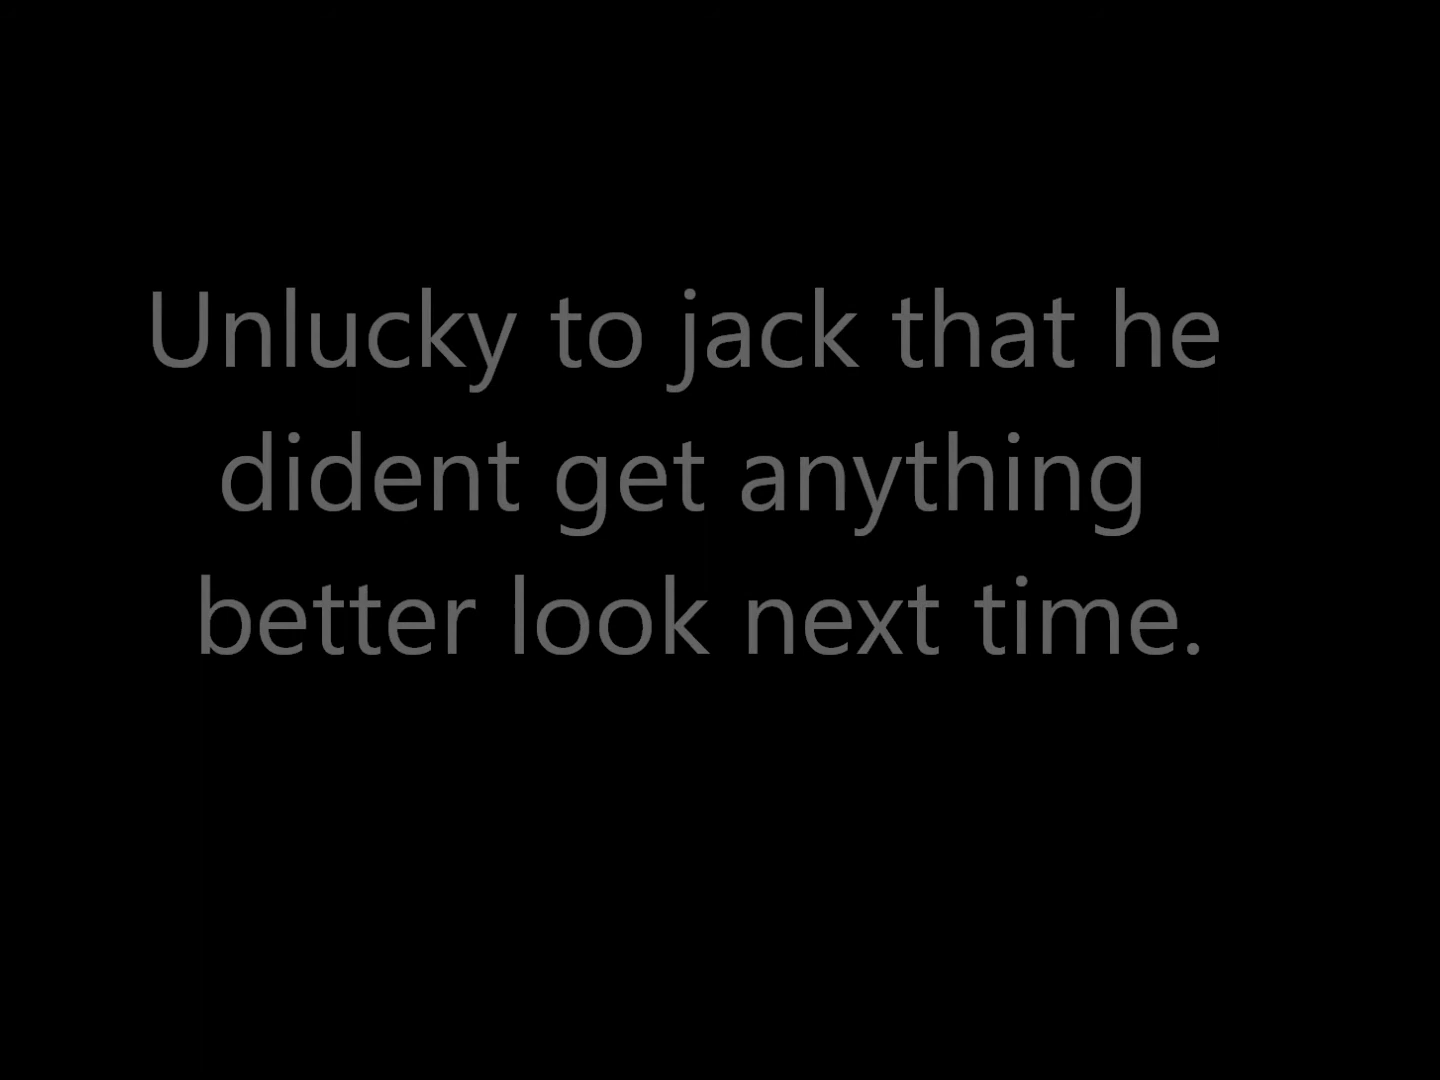 Unlucky to jack that he
dident get anything
better look next time.